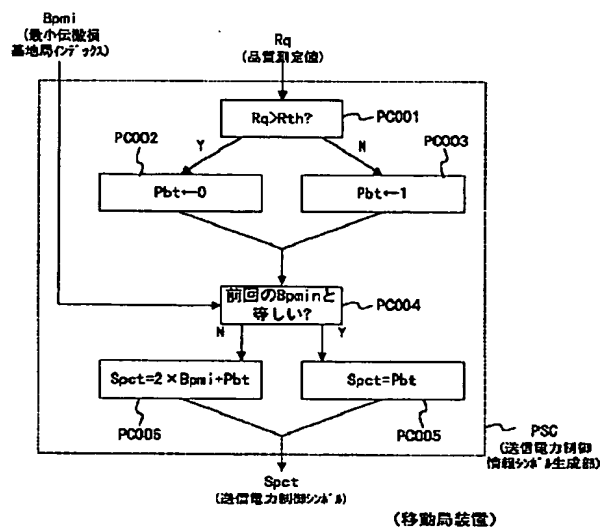 Bpmi
(最小伝搬損
基地局インデックス)
Rq
(品質測定値)
Rq>Rth?
PC001
PC002
PC003
Y
N
Pbt←0
Pbt←1
前回のBpminと
等しい?
PC004
N
Y
Spct=2×Bpmi+Pbt
Spct=Pbt
PC006
PC005
PSC
(送信電力制御
情報シンボル生成部)
Spct
(送信電力制御シンボル)
(移動局装置)